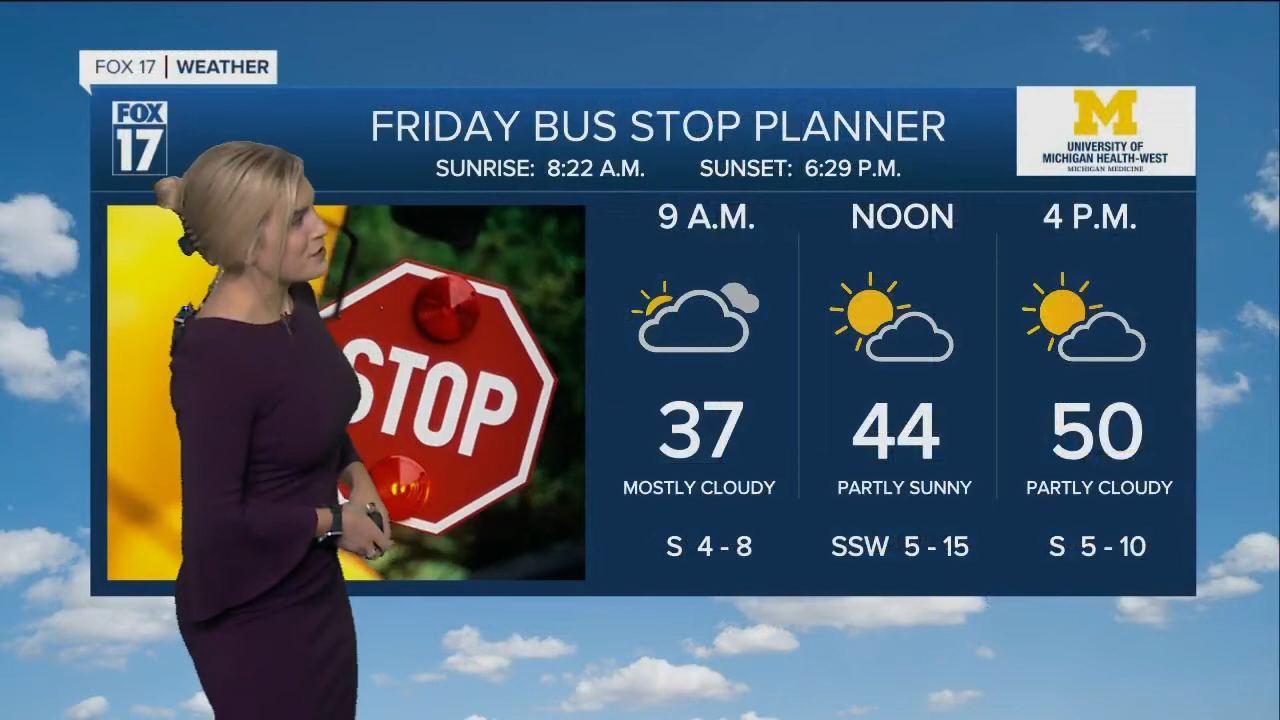 FOX 17 | WEATHER
FOX
17
FRIDAY BUS STOP PLANNER
SUNRISE: 8:22 A.M. SUNSET: 6:29 P.M.
M
UNIVERSITY OF
MICHIGAN HEALTH-WEST
MICHIGAN MEDICINE
9 A.M. NOON 4 P.M.
STOP
37 44 50
MOSTLY CLOUDY PARTLY SUNNY PARTLY CLOUDY
S 4 - 8 SSW 5 - 15 S 5 - 10